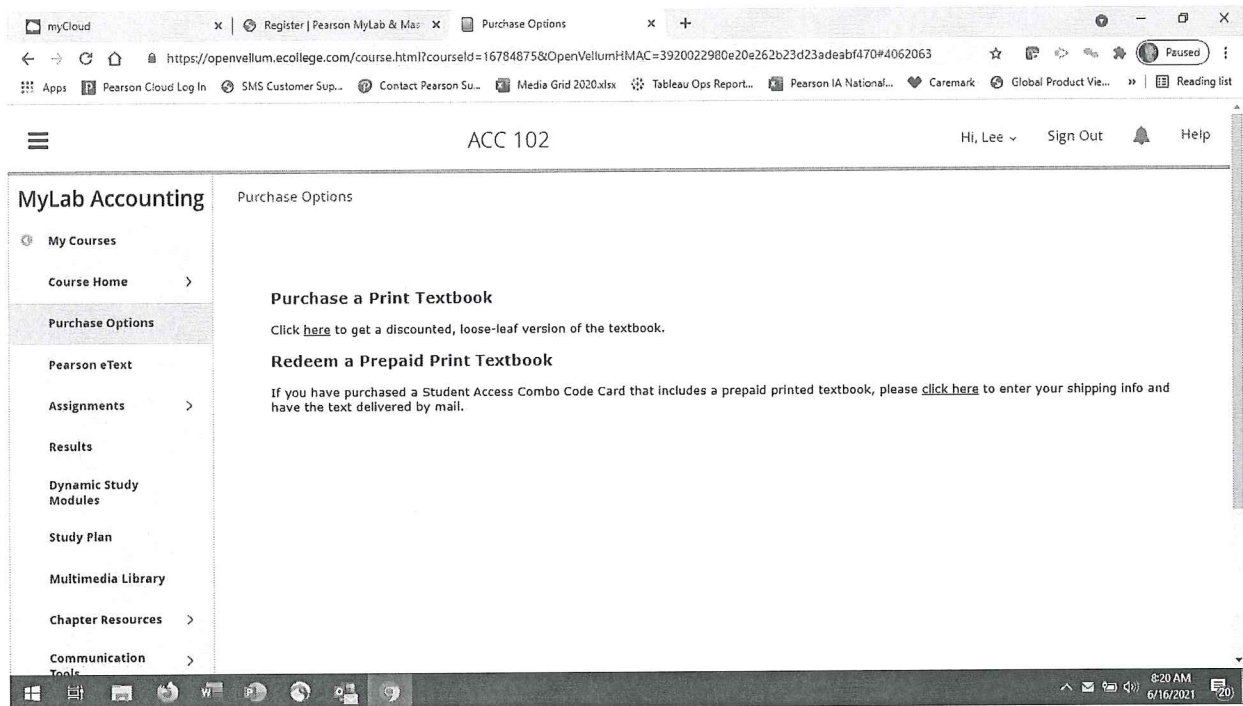 myCloud
Register | Pearson MyLab & Mas
Purchase Options
https://openvellum.ecollege.com/course.html?courseId=16784875&OpenVellumHMAC=3920022980e20e262b23d23adeabf470#4062063
Paused
Apps
Pearson Cloud Log In
SMS Customer Sup...
Contact Pearson Su...
Media Grid 2020.xlsx
Tableau Ops Report...
Pearson IA National...
Caremark
Global Product Vie...
»
Reading list
ACC 102
Hi, Lee
Sign Out
Help
MyLab Accounting
My Courses
Course Home
Purchase Options
Pearson eText
Assignments
Results
Dynamic Study
Modules
Study Plan
Multimedia Library
Chapter Resources
Communication
Tools
Purchase Options
Purchase a Print Textbook
Click here to get a discounted, loose-leaf version of the textbook.
Redeem a Prepaid Print Textbook
If you have purchased a Student Access Combo Code Card that includes a prepaid printed textbook, please click here to enter your shipping info and
have the text delivered by mail.
8:20 AM
6/16/2021
20